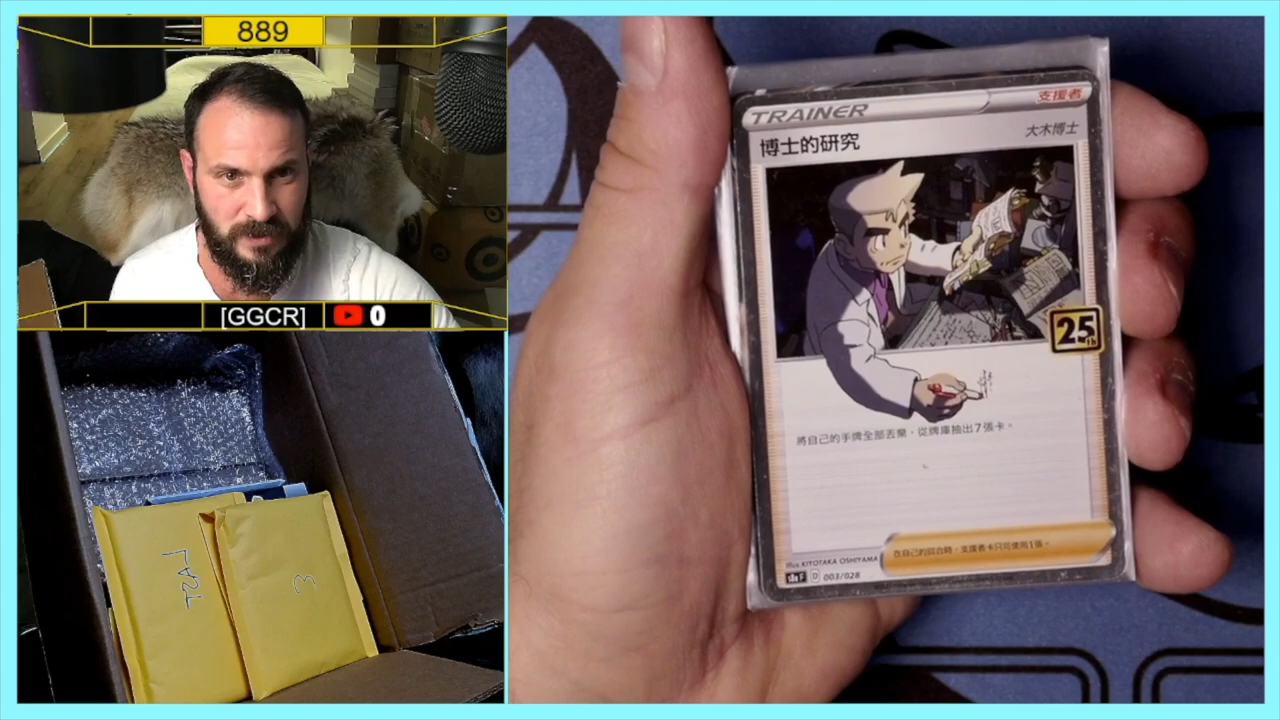 889
[GGCR]
0
LAST
3
TRAINER
支援者
博士的研究
大木博士
25th
將自己的手牌全部丟棄,從牌庫抽出7張卡。
在自己的回合時,支援者卡只可使用1張。
Illus. KIYOTAKA OSHIYAMA
D 003/028